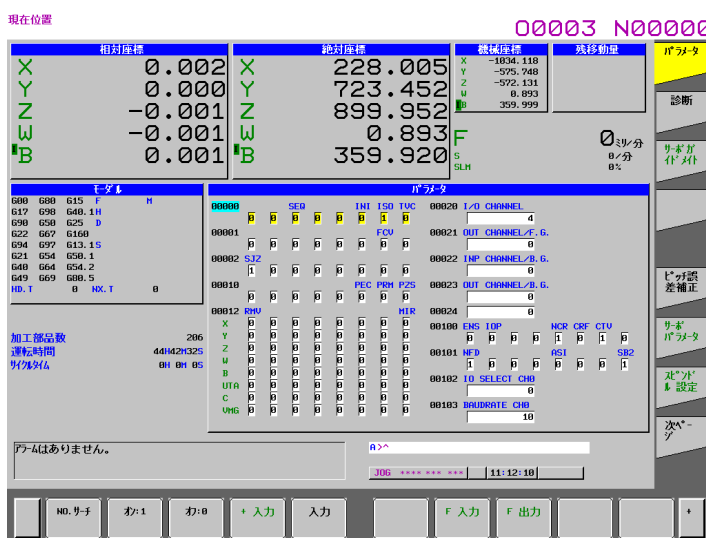 現在位置
O0003 N00000
相対座標
X 0.002
Y 0.000
Z -0.001
W -0.001
B 0.001
絶対座標
X 228.005
Y 723.452
Z 899.952
W 0.893
B 359.920
機械座標
X -1034.118
Y -575.748
Z -572.131
W 0.893
B 359.999
残移動量
F 0 ミリ/分
S 0/分
SLM 0%
モーダル
G00 G80 G15 F M
G17 G98 G40.1 H
G90 G50 G25 D
G22 G67 G160
G94 G97 G13.1 S
G21 G54 G50.1
G40 G64 G54.2
G49 G69 G80.5
HD.T 0 NX.T 0
加工部品数 206
運転時間 44H42M32S
サイクルタイム 0H 0M 0S
パラメータ
00000 SEQ INI ISO TVC
0 0 0 0 0 0 1 0
00001 FCV
0 0 0 0 0 0 0 0
00002 SJZ
1 0 0 0 0 0 0 0
00010 PEC PRM PZS
0 0 0 0 0 0 0 0
00012 RMV MIR
X 0 0 0 0 0 0 0 0
Y 0 0 0 0 0 0 0 0
Z 0 0 0 0 0 0 0 0
W 0 0 0 0 0 0 0 0
B 0 0 0 0 0 0 0 0
UTA 0 0 0 0 0 0 0 0
C 0 0 0 0 0 0 0 0
VMG 0 0 0 0 0 0 0 0
00020 I/O CHANNEL
4
00021 OUT CHANNEL/F.G.
0
00022 INP CHANNEL/B.G.
0
00023 OUT CHANNEL/B.G.
0
00024
0
00100 ENS IOP NCR CRF CTV
0 0 0 0 1 0 1 0
00101 NFD ASI SB2
1 0 0 0 0 0 0 1
00102 IO SELECT CH0
0
00103 BAUDRATE CH0
10
アラームはありません。
A>^
JOG **** *** *** 11:12:10
パラメータ
診断
サーボガ
イドメイト
ピッチ誤
差補正
サーボ
パラメータ
スピンド
ル 設定
次ペー
ジ
NO.サーチ
オン:1
オフ:0
+ 入力
入力
F 入力
F 出力
+